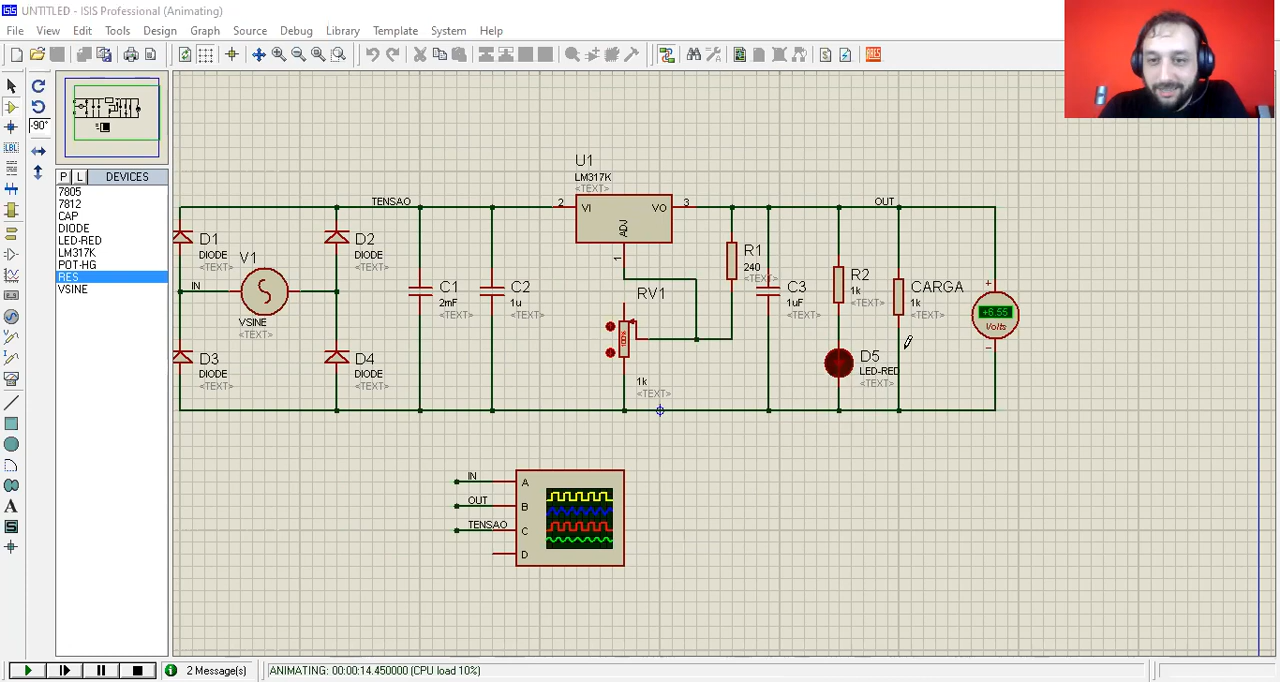 UNTITLED - ISIS Professional (Animating)
File View Edit Tools Design Graph Source Debug Library Template System Help
-90°
P L DEVICES
7805
7812
CAP
DIODE
LED-RED
LM317K
POT-HG
RES
VSINE
LBL
A
S
ARES
U1
LM317K
<TEXT>
TENSAO
2
VI
VO
3
OUT
ADJ
1
D1
DIODE
<TEXT>
V1
VSINE
<TEXT>
IN
D2
DIODE
<TEXT>
D3
DIODE
<TEXT>
D4
DIODE
<TEXT>
C1
2mF
<TEXT>
C2
1u
<TEXT>
RV1
100%
1k
<TEXT>
R1
240
<TEXT>
C3
1uF
<TEXT>
R2
1k
<TEXT>
CARGA
1k
<TEXT>
+
+6.55
Volts
-
D5
LED-RED
<TEXT>
IN A
OUT B
TENSAO C
D
2 Message(s)
ANIMATING: 00:00:14.450000 (CPU load 10%)